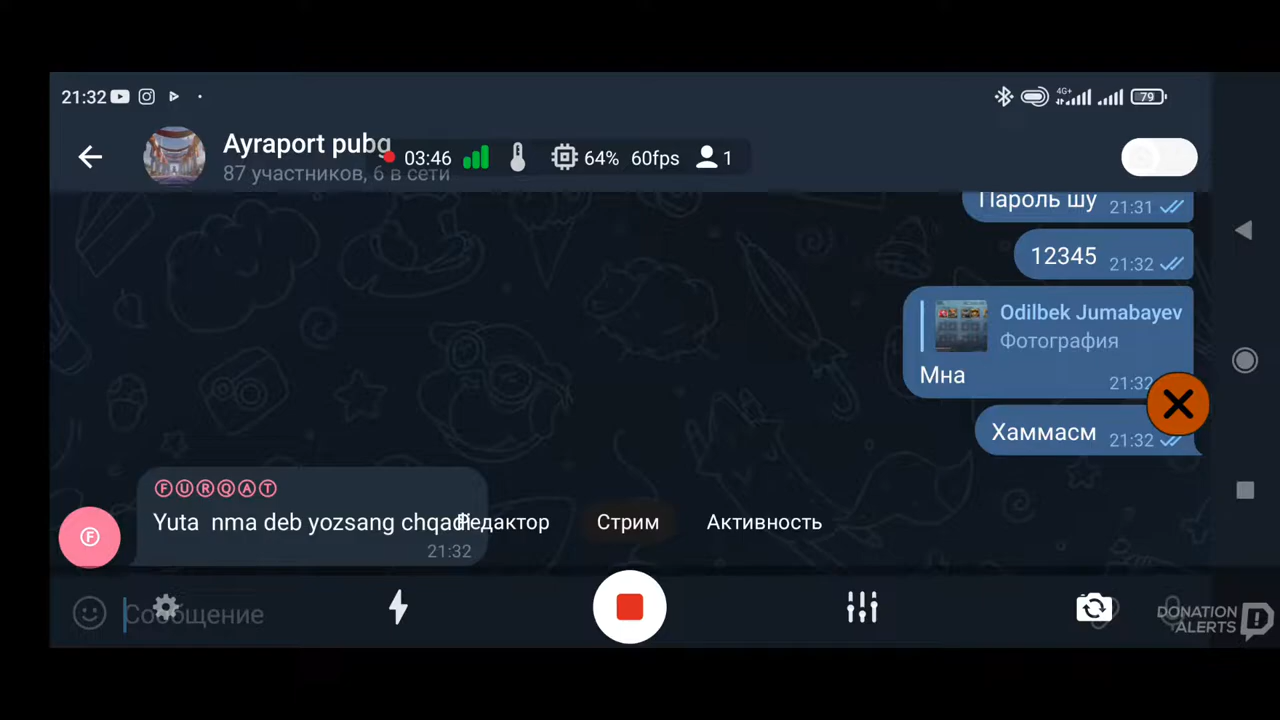 21:32
4G+
79
Ayraport pubg
03:46
64%
60fps
1
87 участников, 6 в сети
Пароль шу
21:31
12345
21:32
Odilbek Jumabayev
Фотография
Мна
21:32
Хаммасм
21:32
ⒻⓊⓇⓆⒶⓉ
Yuta nma deb yozsang chqadi
21:32
Ⓕ
Редактор
Стрим
Активность
Сообщение
DONATION
ALERTS